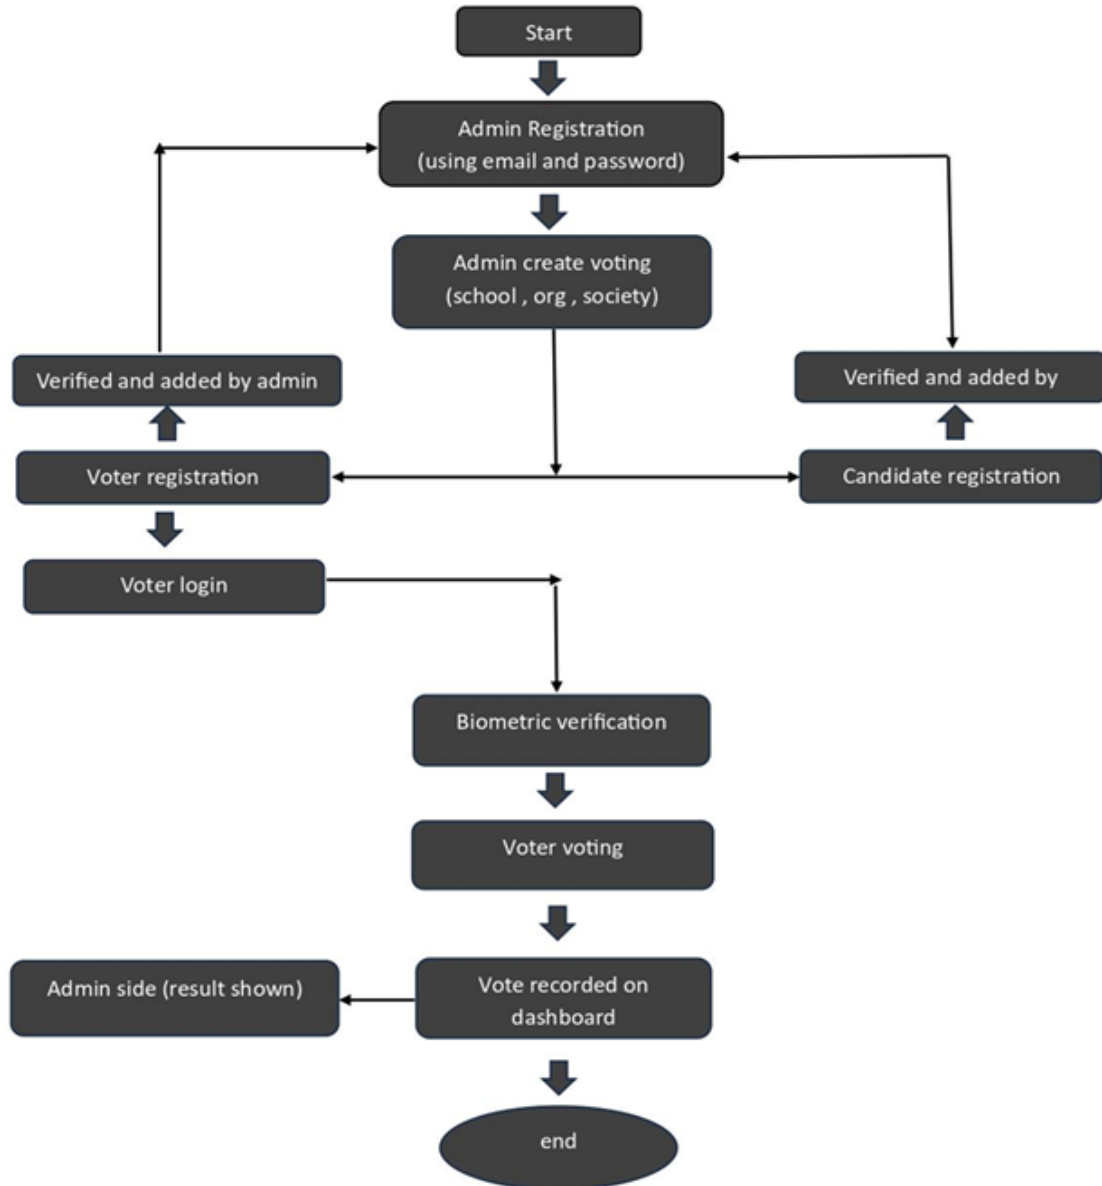 Start
Admin Registration
(using email and password)
Admin create voting
(school , org , society)
Verified and added by admin
Verified and added by
Voter registration
Candidate registration
Voter login
Biometric verification
Voter voting
Admin side (result shown)
Vote recorded on
dashboard
end